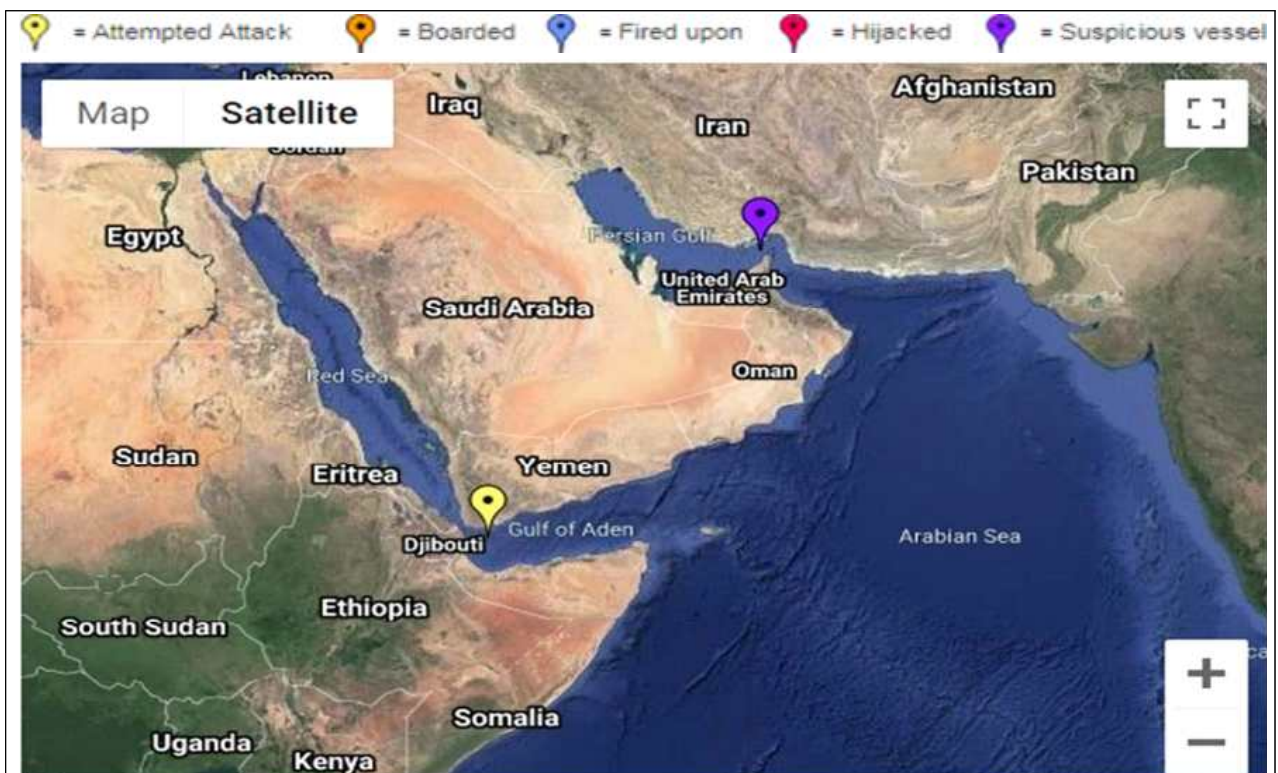 = Attempted Attack = Boarded = Fired upon = Hijacked = Suspicious vessel
Lebanon
Map Satellite
Iraq
Afghanistan
Iran
Jordan
Pakistan
Egypt
Persian Gulf
United Arab
Emirates
Saudi Arabia
Red Sea
Oman
Sudan
Eritrea
Yemen
Gulf of Aden
Arabian Sea
Djibouti
Ethiopia
South Sudan
Somalia
Uganda
Kenya